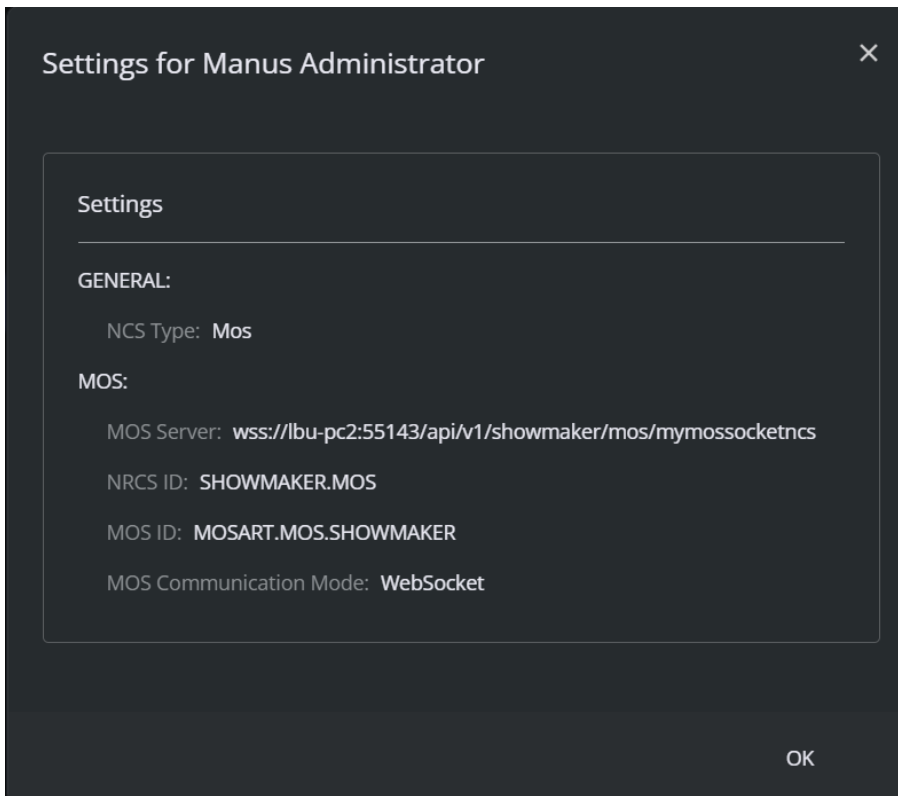 Settings for Manus Administrator
Settings
GENERAL:
NCS Type: Mos
MOS:
MOS Server: wss://lbu-pc2:55143/api/v1/showmaker/mos/mymossocketncs
NRCS ID: SHOWMAKER.MOS
MOS ID: MOSART.MOS.SHOWMAKER
MOS Communication Mode: WebSocket
OK